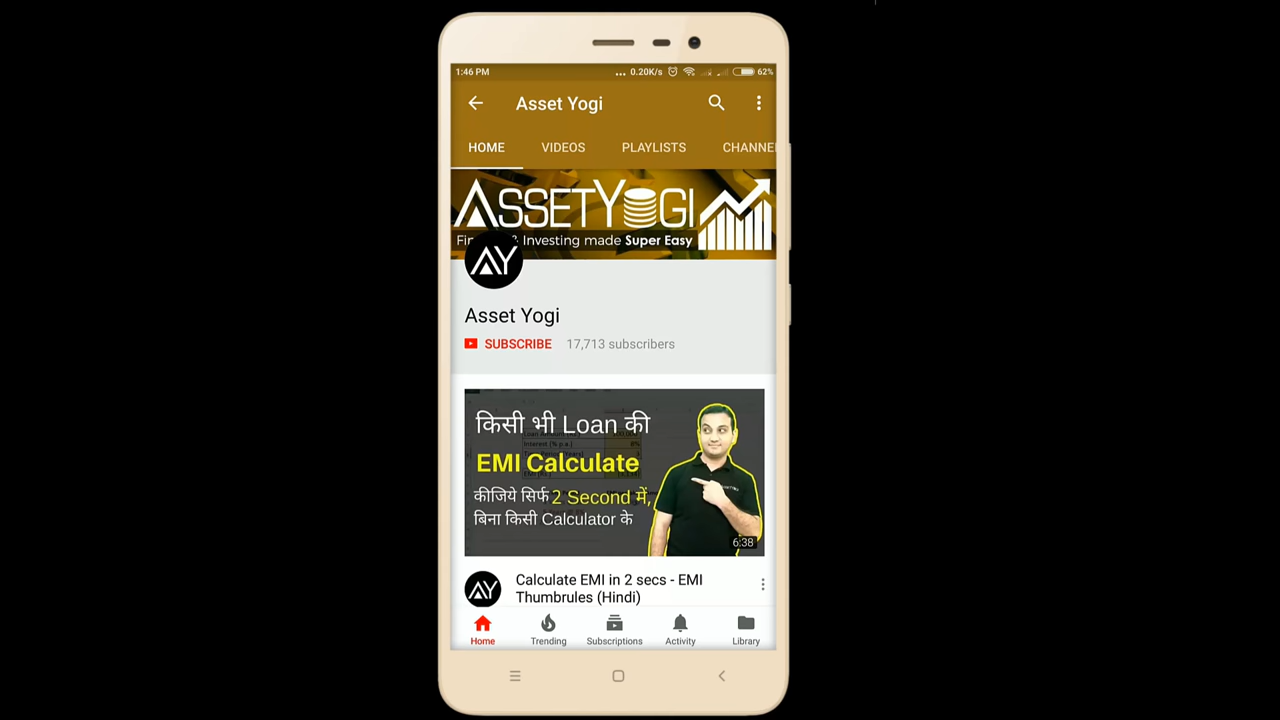 1:46 PM
... 0.20K/s
62%
Asset Yogi
HOME
VIDEOS
PLAYLISTS
CHANNE
ASSETYOGI
& Investing made Super Easy
AY
Asset Yogi
SUBSCRIBE
17,713 subscribers
किसी भी Loan की
EMI Calculate
कीजिये सिर्फ 2 Second में,
बिना किसी Calculator के
6:38
AY
Calculate EMI in 2 secs - EMI
Thumbrules (Hindi)
Home
Trending
Subscriptions
Activity
Library